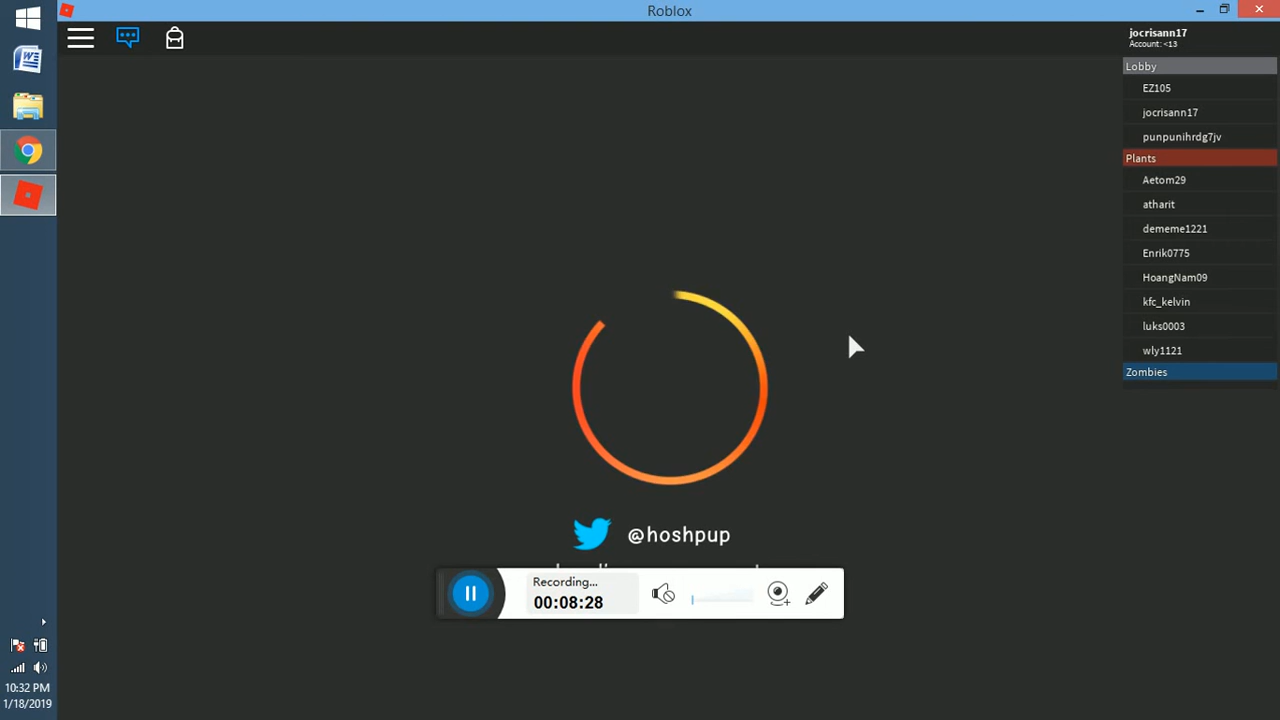 Roblox
jocrisann17
Account: <13
Lobby
EZ105
jocrisann17
punpunihrdg7jv
Plants
Aetom29
atharit
dememe1221
Enrik0775
HoangNam09
kfc_kelvin
luks0003
wly1121
Zombies
@hoshpup
Recording...
00:08:28
10:32 PM
1/18/2019